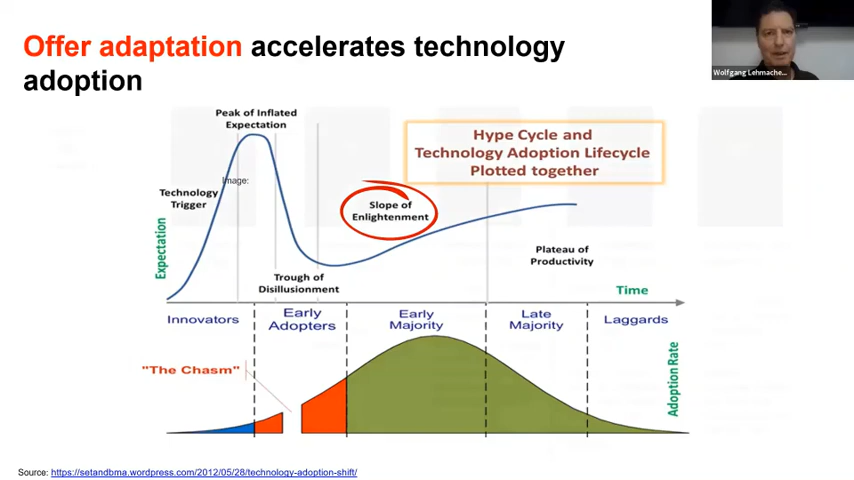 Offer adaptation accelerates technology
adoption
Wolfgang Lehmache...
Peak of Inflated
Expectation
Hype Cycle and
Technology Adoption Lifecycle
Plotted together
Image:
Technology
Trigger
Slope of
Enlightenment
Expectation
Plateau of
Productivity
Trough of
Disillusionment
Time
Innovators
Early
Adopters
Early
Majority
Late
Majority
Laggards
"The Chasm"
Adoption Rate
Source: https://setandbma.wordpress.com/2012/05/28/technology-adoption-shift/